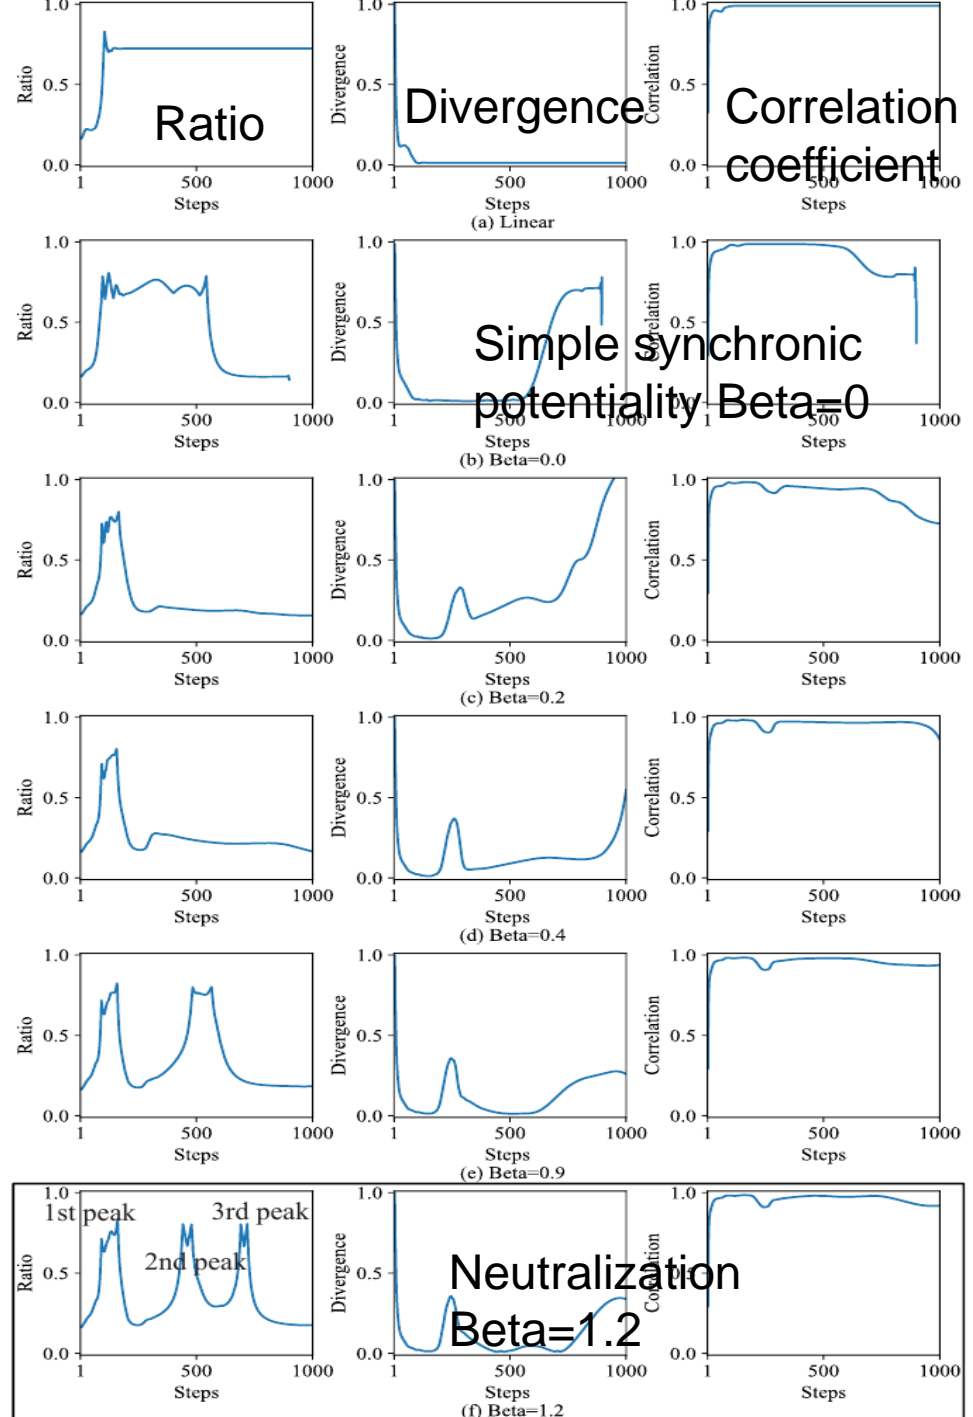 1.0
0.5
0.0
Ratio
Ratio
1
500
1000
Steps
1.0
0.5
0.0
Divergence
Divergence
1
500
1000
Steps
1.0
0.5
0.0
Correlation
Correlation
coefficient
1
500
1000
Steps
(a) Linear
1.0
0.5
0.0
Ratio
1
500
1000
Steps
1.0
0.5
0.0
Divergence
1
500
1000
Steps
1.0
0.5
0.0
Correlation
1
500
1000
Steps
Simple synchronic
potentiality Beta=0
(b) Beta=0.0
1.0
0.5
0.0
Ratio
1
500
1000
Steps
1.0
0.5
0.0
Divergence
1
500
1000
Steps
1.0
0.5
0.0
Correlation
1
500
1000
Steps
(c) Beta=0.2
1.0
0.5
0.0
Ratio
1
500
1000
Steps
1.0
0.5
0.0
Divergence
1
500
1000
Steps
1.0
0.5
0.0
Correlation
1
500
1000
Steps
(d) Beta=0.4
1.0
0.5
0.0
Ratio
1
500
1000
Steps
1.0
0.5
0.0
Divergence
1
500
1000
Steps
1.0
0.5
0.0
Correlation
1
500
1000
Steps
(e) Beta=0.9
1.0
0.5
0.0
Ratio
1st peak
2nd peak
3rd peak
1
500
1000
Steps
1.0
0.5
0.0
Divergence
1
500
1000
Steps
1.0
0.5
0.0
Correlation
1
500
1000
Steps
Neutralization
Beta=1.2
(f) Beta=1.2